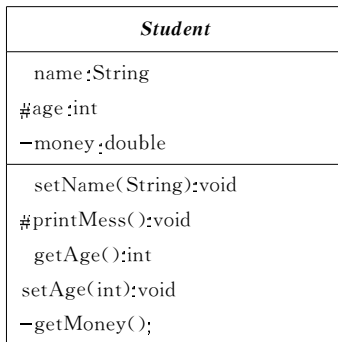 Student
name:String
#age:int
-money:double
setName(String):void
#printMess():void
getAge():int
setAge(int):void
-getMoney();